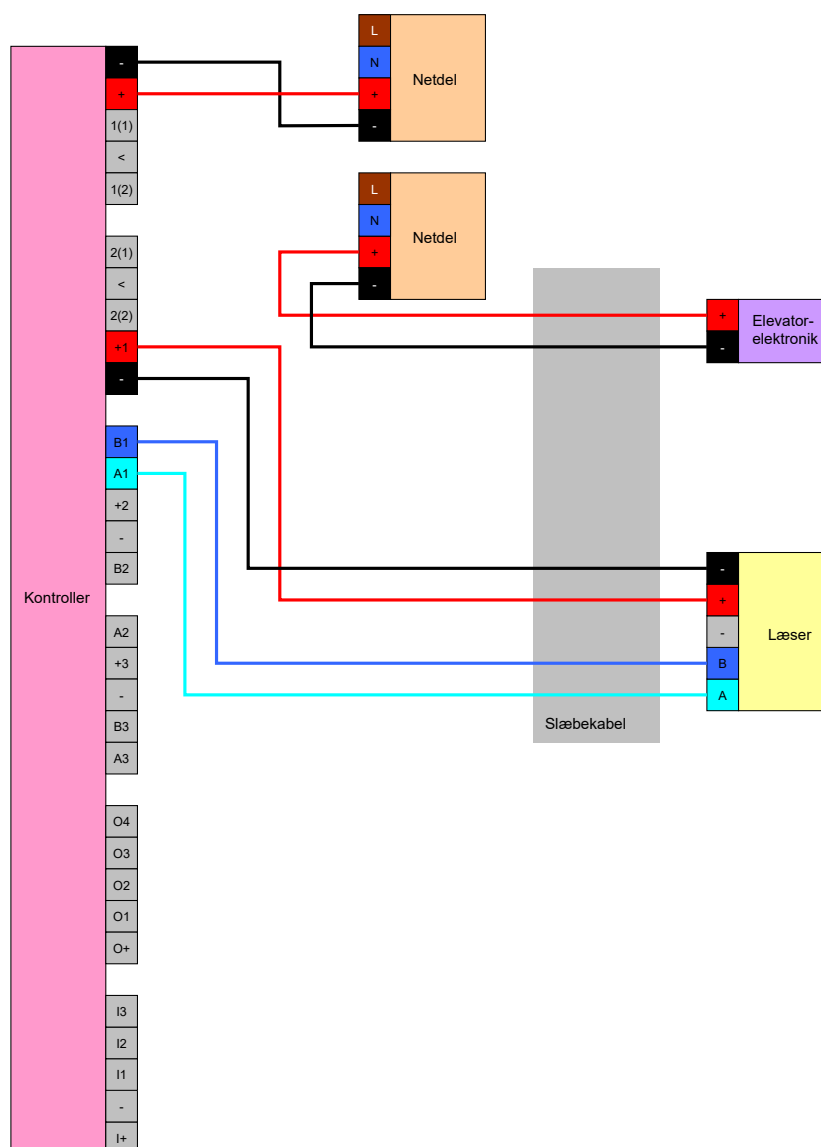 Kontroller
-
+
1(1)
<
1(2)
2(1)
<
2(2)
+1
-
B1
A1
+2
-
B2
A2
+3
-
B3
A3
O4
O3
O2
O1
O+
I3
I2
I1
-
I+
L
N
+
-
Netdel
L
N
+
-
Netdel
Slæbekabel
+
-
Elevator-
elektronik
-
+
-
B
A
Læser